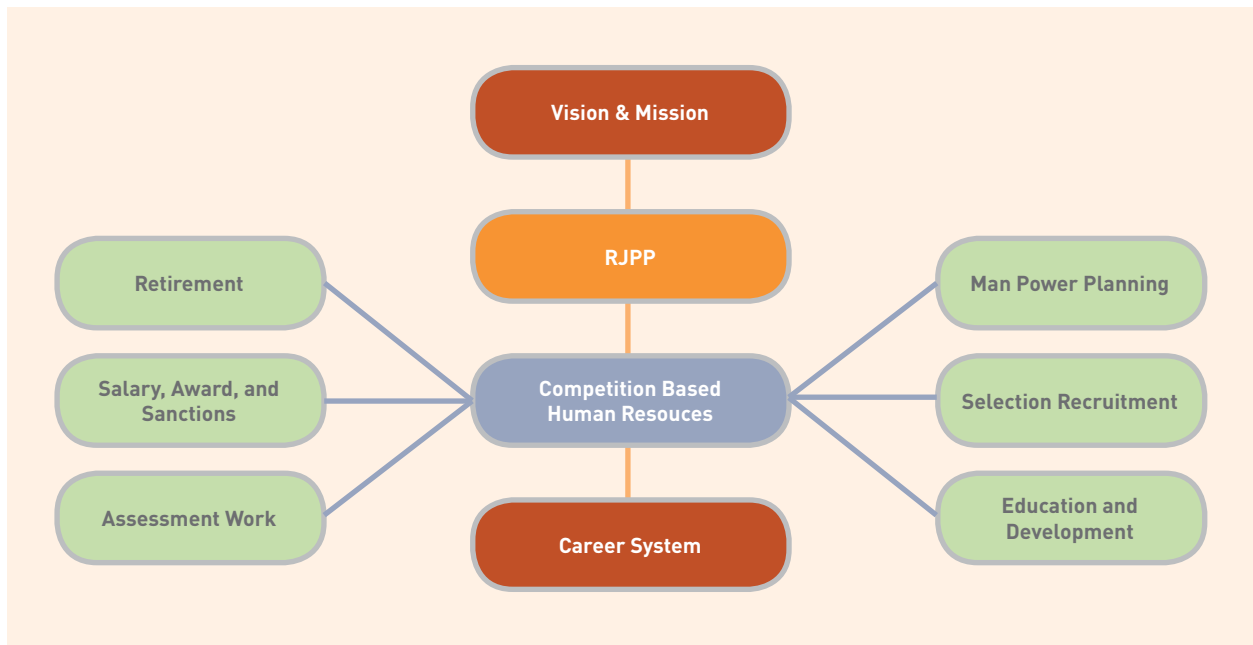 Vision & Mission
RJPP
Retirement
Man Power Planning
Salary, Award, and
Sanctions
Competition Based
Human Resouces
Selection Recruitment
Assessment Work
Education and
Development
Career System